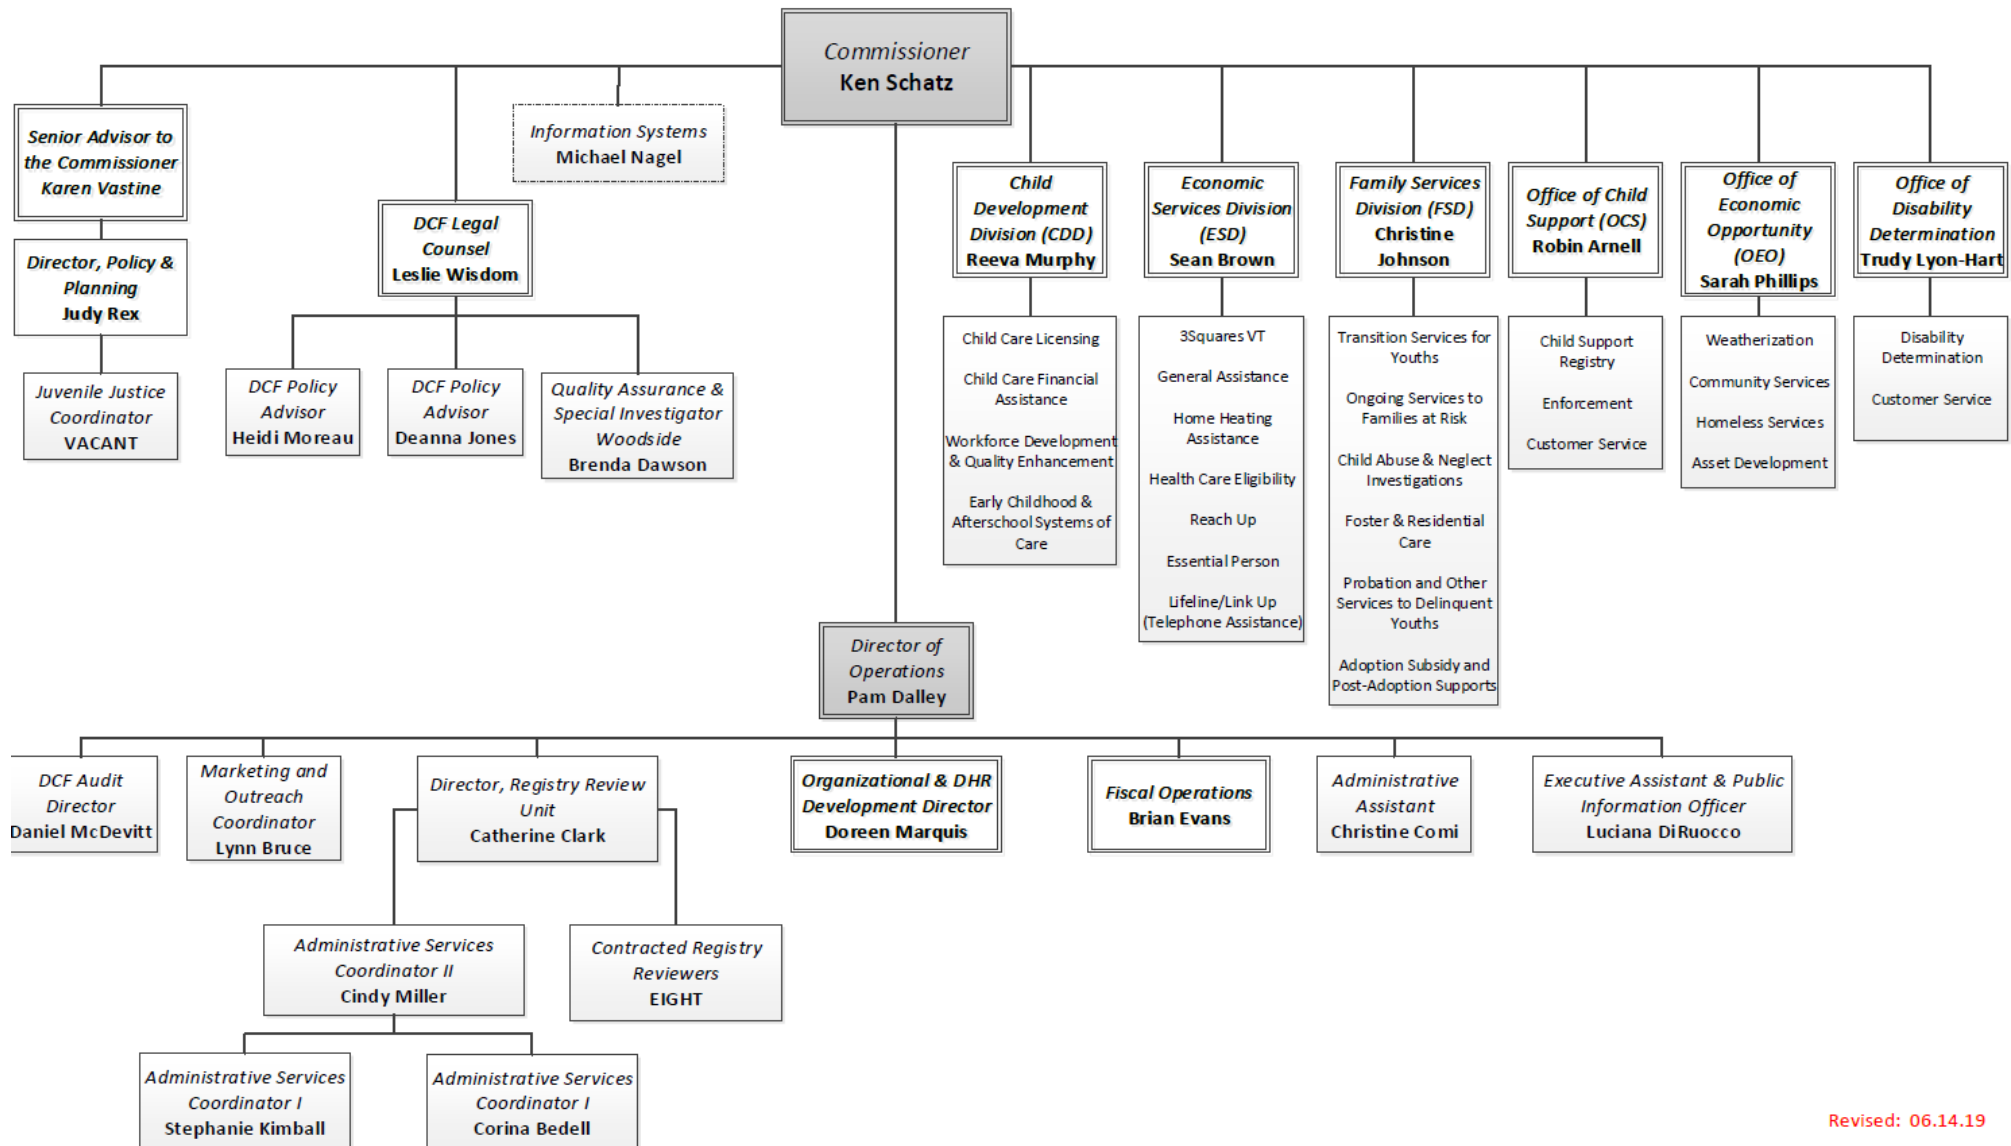 Commissioner
Ken Schatz
Senior Advisor to
the Commissioner
Karen Vastine
Director, Policy &
Planning
Judy Rex
Juvenile Justice
Coordinator
VACANT
Information Systems
Michael Nagel
DCF Legal
Counsel
Leslie Wisdom
DCF Policy
Advisor
Heidi Moreau
DCF Policy
Advisor
Deanna Jones
Quality Assurance &
Special Investigator
Woodside
Brenda Dawson
Child
Development
Division (CDD)
Reeva Murphy
Child Care Licensing
Child Care Financial
Assistance
Workforce Development
& Quality Enhancement
Early Childhood &
Afterschool Systems of
Care
Economic
Services Division
(ESD)
Sean Brown
3Squares VT
General Assistance
Home Heating
Assistance
Health Care Eligibility
Reach Up
Essential Person
Lifeline/Link Up
(Telephone Assistance)
Family Services
Division (FSD)
Christine
Johnson
Transition Services for
Youths
Ongoing Services to
Families at Risk
Child Abuse & Neglect
Investigations
Foster & Residential
Care
Probation and Other
Services to Delinquent
Youths
Adoption Subsidy and
Post-Adoption Supports
Office of Child
Support (OCS)
Robin Arnell
Child Support
Registry
Enforcement
Customer Service
Office of
Economic
Opportunity
(OEO)
Sarah Phillips
Weatherization
Community Services
Homeless Services
Asset Development
Office of
Disability
Determination
Trudy Lyon-Hart
Disability
Determination
Customer Service
Director of
Operations
Pam Dalley
DCF Audit
Director
Daniel McDevitt
Marketing and
Outreach
Coordinator
Lynn Bruce
Director, Registry Review
Unit
Catherine Clark
Organizational & DHR
Development Director
Doreen Marquis
Fiscal Operations
Brian Evans
Administrative
Assistant
Christine Comi
Executive Assistant & Public
Information Officer
Luciana DiRuocco
Administrative Services
Coordinator II
Cindy Miller
Contracted Registry
Reviewers
EIGHT
Administrative Services
Coordinator I
Stephanie Kimball
Administrative Services
Coordinator I
Corina Bedell
Revised: 06.14.19